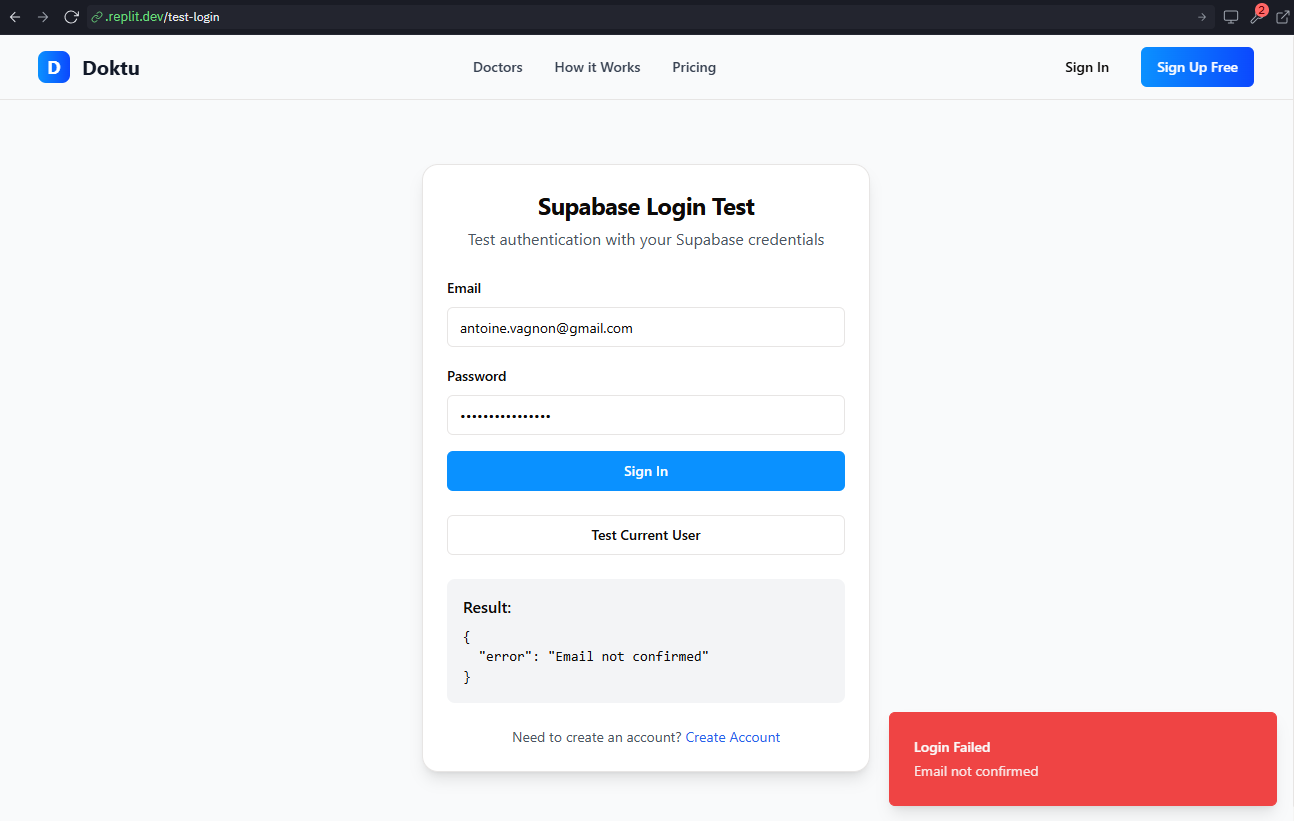 .replit.dev/test-login
2
D
Doktu
Doctors
How it Works
Pricing
Sign In
Sign Up Free
Supabase Login Test
Test authentication with your Supabase credentials
Email
antoine.vagnon@gmail.com
Password
••••••••••••••••
Sign In
Test Current User
Result:
{
"error": "Email not confirmed"
}
Need to create an account? Create Account
Login Failed
Email not confirmed